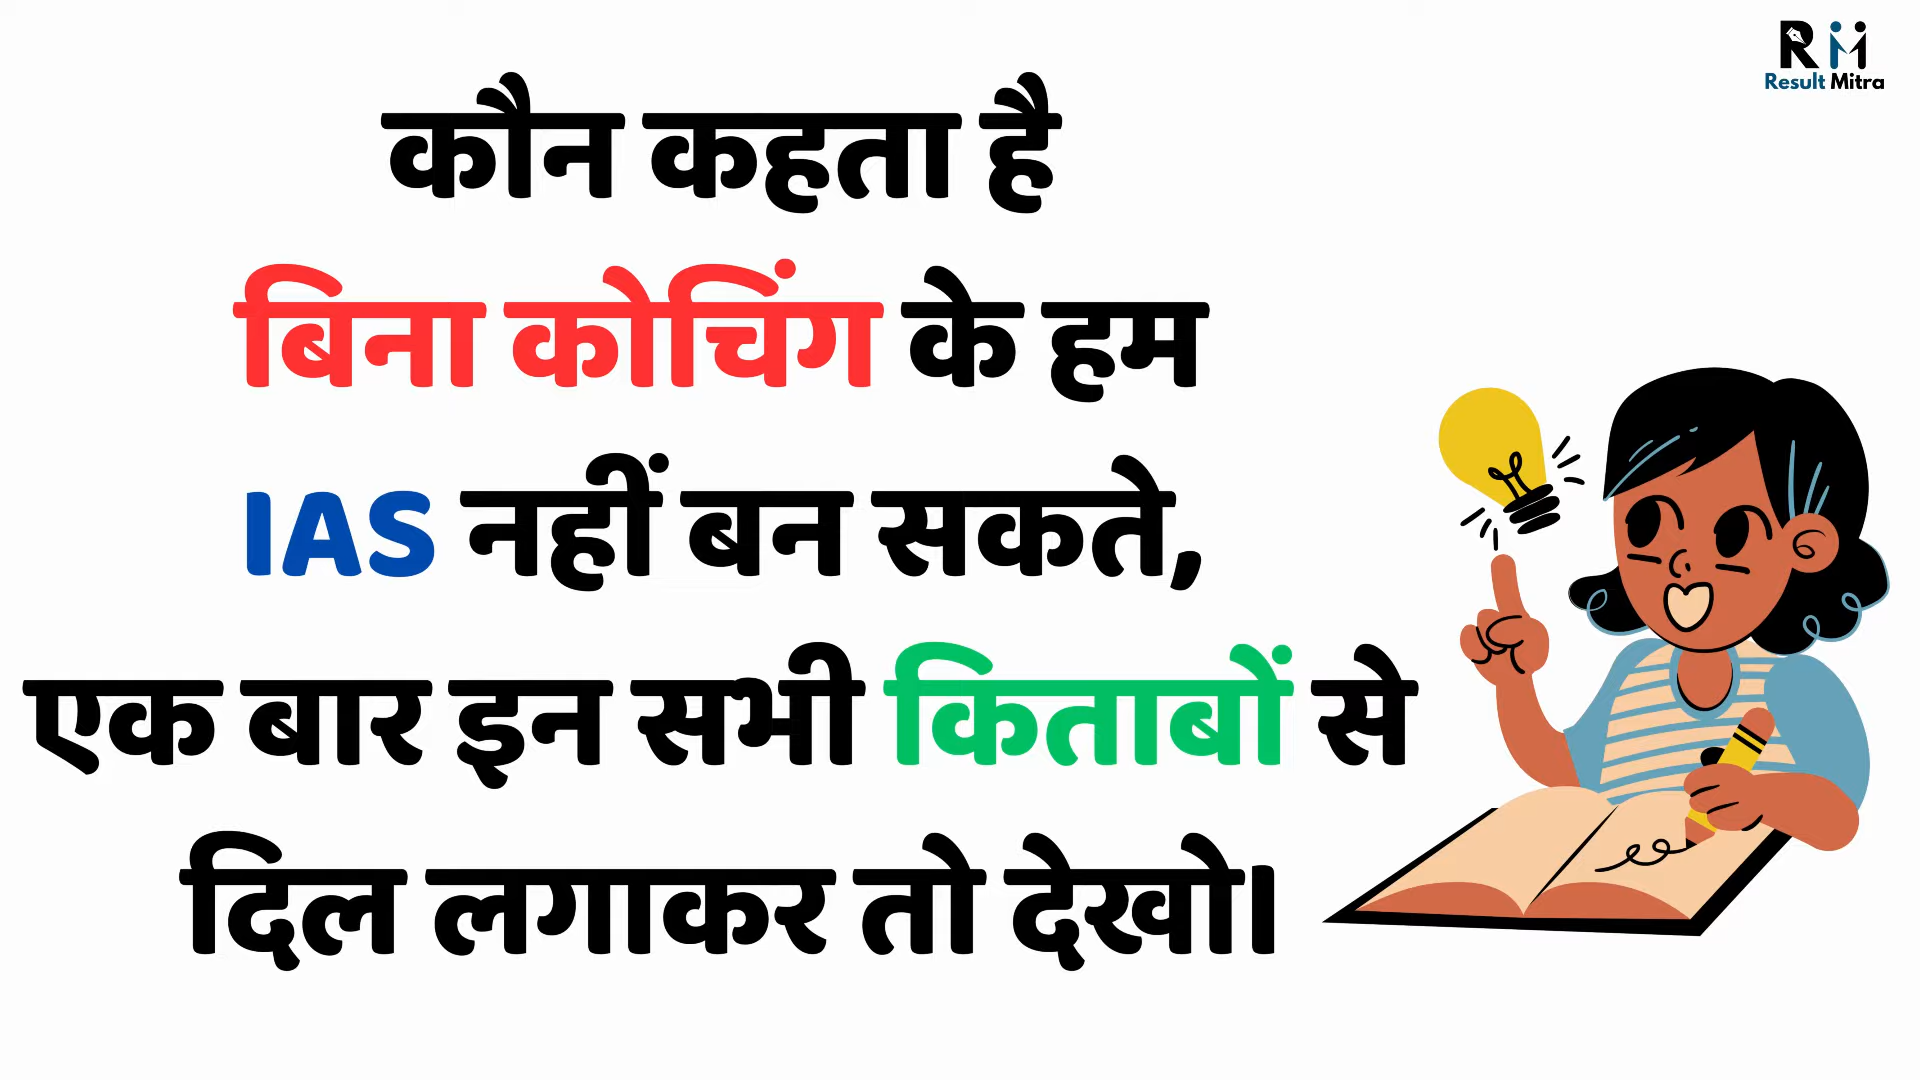 RM
Result Mitra
कौन कहता है
बिना कोचिंग के हम
IAS नहीं बन सकते,
एक बार इन सभी किताबों से
दिल लगाकर तो देखो।